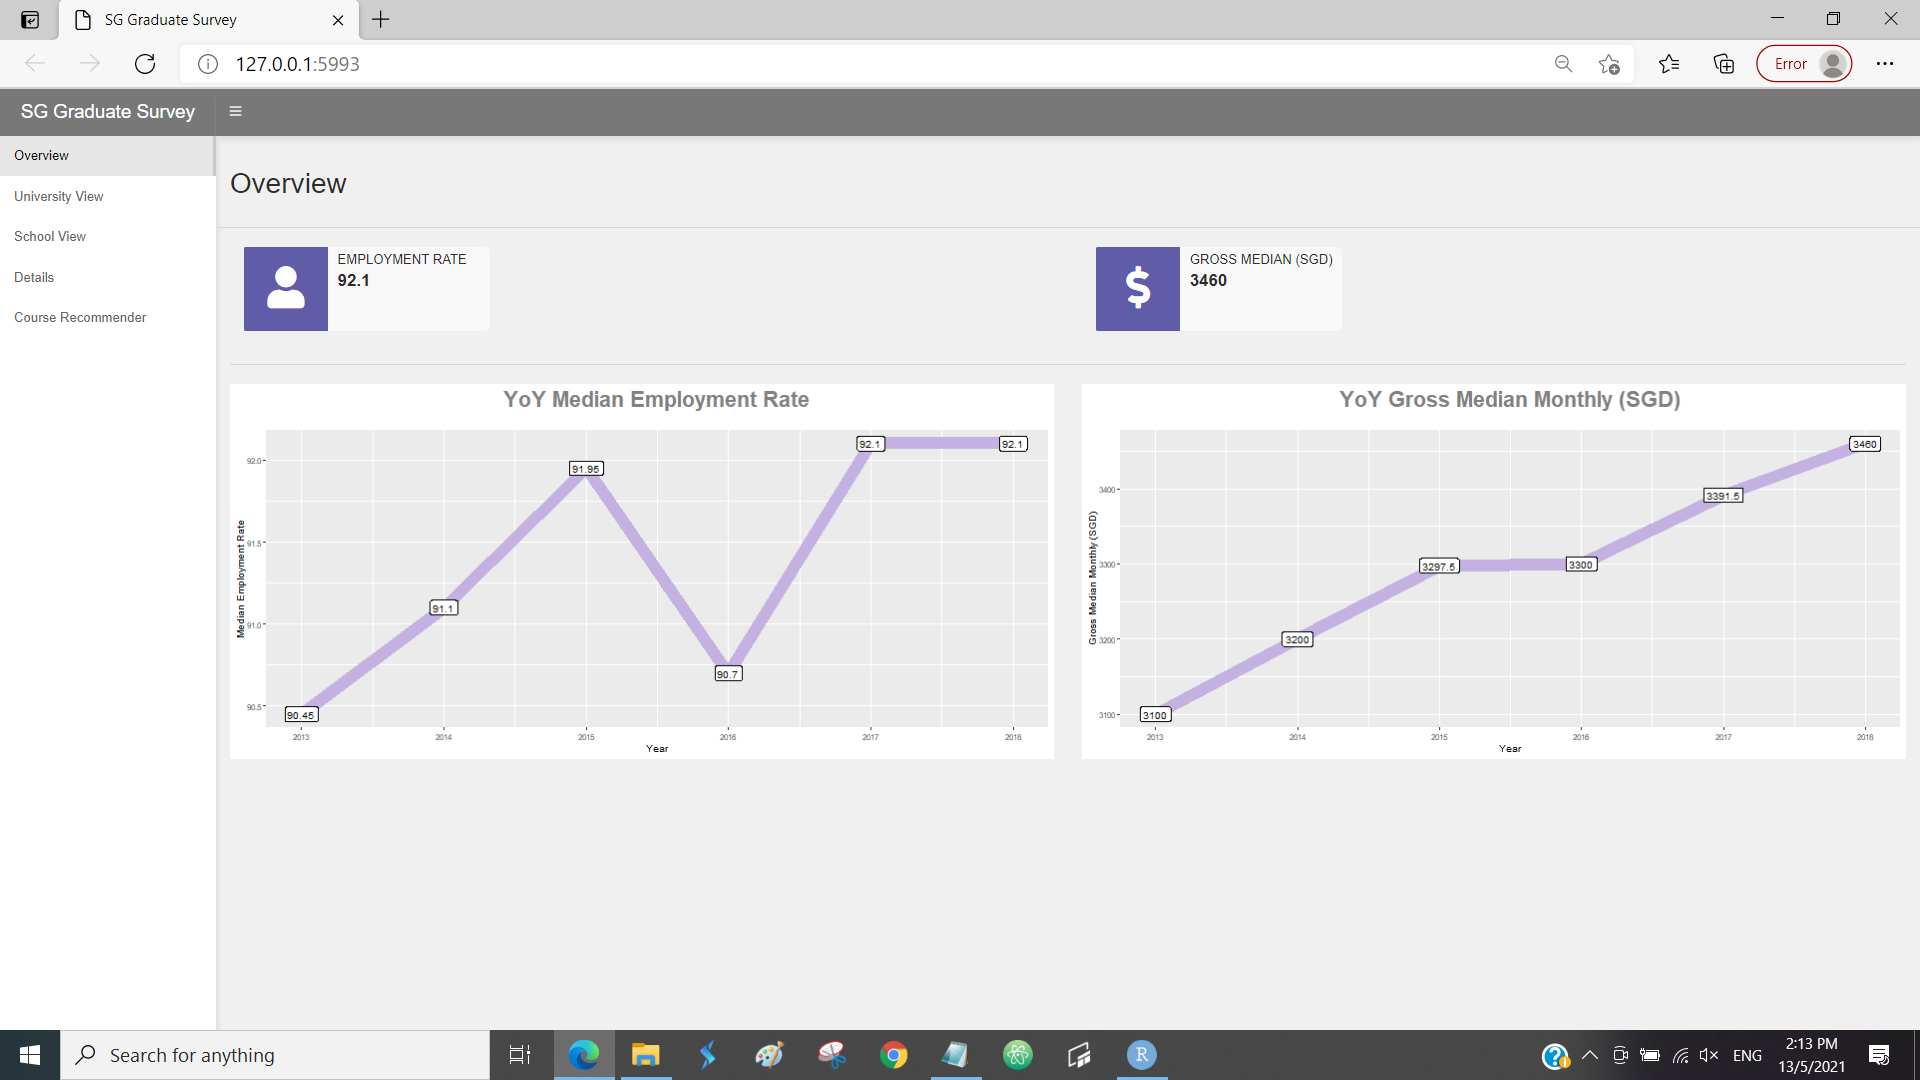 SG Graduate Survey
127.0.0.1:5993
Error
SG Graduate Survey
Overview
University View
School View
Details
Course Recommender
Overview
EMPLOYMENT RATE
92.1
GROSS MEDIAN (SGD)
3460
YoY Median Employment Rate
Median Employment Rate
92.0
91.5
91.0
90.5
90.45
91.1
91.95
90.7
92.1
92.1
2013
2014
2015
2016
2017
2018
Year
YoY Gross Median Monthly (SGD)
Gross Median Monthly (SGD)
3400
3300
3200
3100
3100
3200
3297.5
3300
3391.5
3460
2013
2014
2015
2016
2017
2018
Year
Search for anything
R
ENG
2:13 PM
13/5/2021